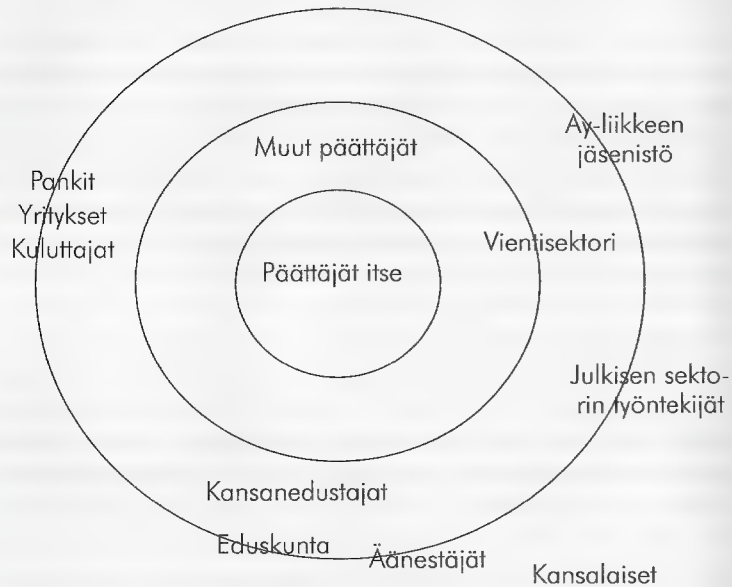 Ay-liikkeen
jäsenistö
Muut päättäjät
Pankit
Yritykset
Kuluttajat
Vientisektori
Päättäjät itse
Julkisen sekto-
rin työntekijät
Kansanedustajat
Eduskunta
Äänestäjät
Kansalaiset